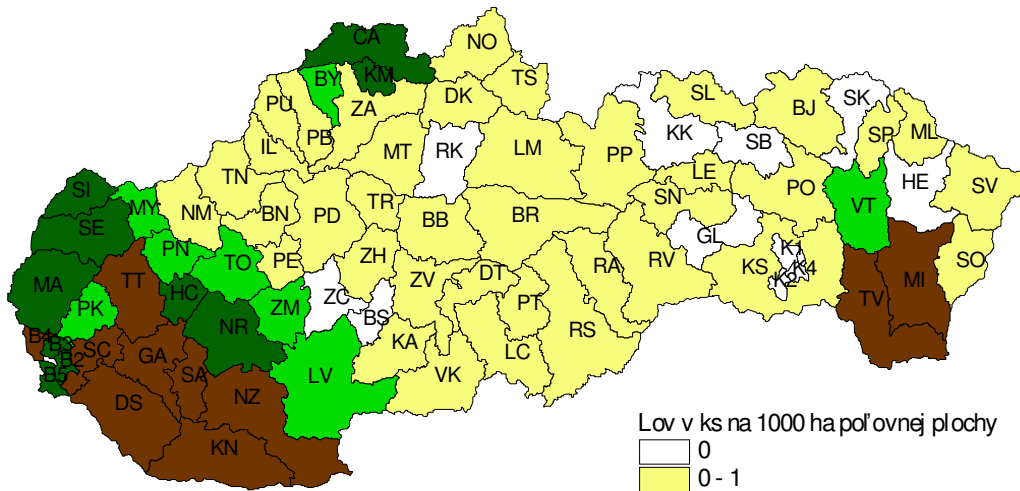 CA
NO
KM
BY
TS
PU
ZA
DK
SL
SK
BJ
PB
IL
KK
SP
ML
MT
RK
LM
PP
SB
TN
LE
HE
SV
SI
MY
NM
BN
PD
TR
SN
PO
VT
SE
BB
BR
PN
TO
PE
ZH
GL
K1
SO
MA
TT
HC
ZM
ZC
ZV
DT
RA
RV
KS
K4
K2
MI
PK
BS
PT
TV
B4
B3
NR
B2
SC
GA
KA
RS
B5
SA
LV
LC
DS
NZ
VK
KN
Lov v ks na 1000 ha poľovnej plochy
0
0 - 1